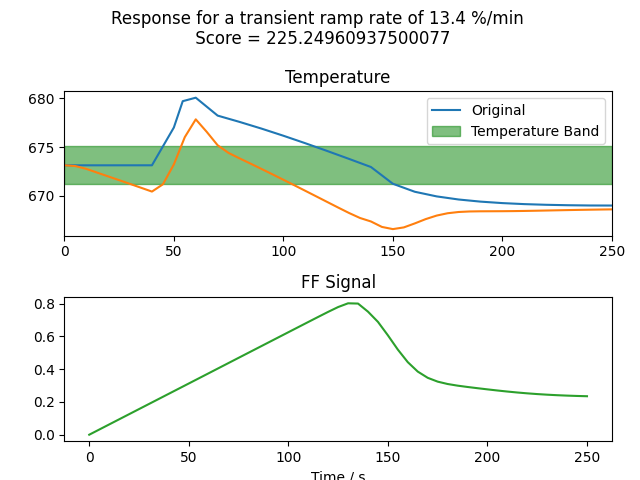 Response for a transient ramp rate of 13.4 %/min
Score = 225.24960937500077
Temperature
680
675
670
Original
Temperature Band
0 50 100 150 200 250
FF Signal
0.8
0.6
0.4
0.2
0.0
0 50 100 150 200 250
Time / s